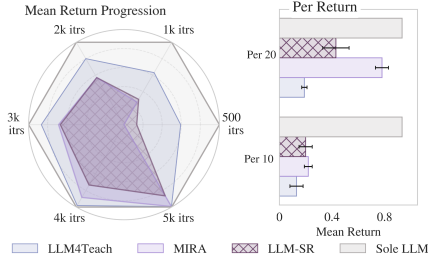 Mean Return Progression
2k itrs
1k itrs
3k
itrs
500
itrs
4k itrs
5k itrs
Per Return
Per 20
Per 10
0
0.4
0.8
Mean Return
LLM4Teach
MIRA
LLM-SR
Sole LLM